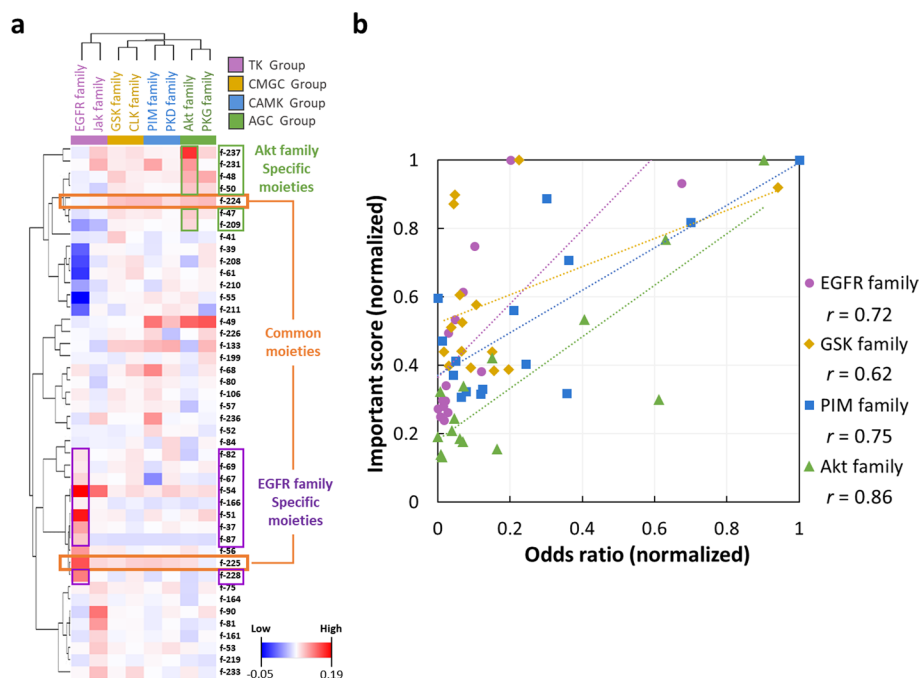 a
b
TK Group
CMGC Group
CAMK Group
AGC Group
EGFR family
Jak family
GSK family
CLK family
PIM family
PKD family
Akt family
PKG family
f-237
f-231
f-48
f-50
f-224
f-47
f-209
f-41
f-39
f-208
f-61
f-210
f-55
f-211
f-49
f-226
f-133
f-199
f-68
f-80
f-106
f-57
f-236
f-52
f-84
f-82
f-69
f-67
f-54
f-166
f-51
f-37
f-87
f-56
f-225
f-228
f-75
f-164
f-90
f-81
f-161
f-53
f-219
f-233
Akt family
Specific
moieties
Common
moieties
EGFR family
Specific
moieties
Low High
-0.05 0.19
Important score (normalized)
1
0.8
0.6
0.4
0.2
0
0 0.2 0.4 0.6 0.8 1
Odds ratio (normalized)
EGFR family
r = 0.72
GSK family
r = 0.62
PIM family
r = 0.75
Akt family
r = 0.86